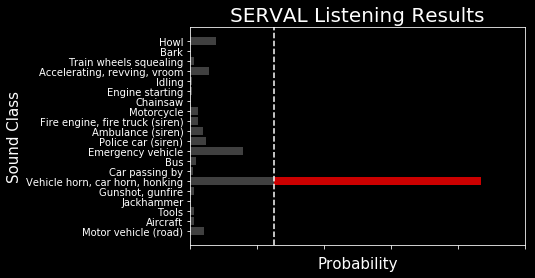 SERVAL Listening Results
Sound Class
Howl
Bark
Train wheels squealing
Accelerating, revving, vroom
Idling
Engine starting
Chainsaw
Motorcycle
Fire engine, fire truck (siren)
Ambulance (siren)
Police car (siren)
Emergency vehicle
Bus
Car passing by
Vehicle horn, car horn, honking
Gunshot, gunfire
Jackhammer
Tools
Aircraft
Motor vehicle (road)
Probability